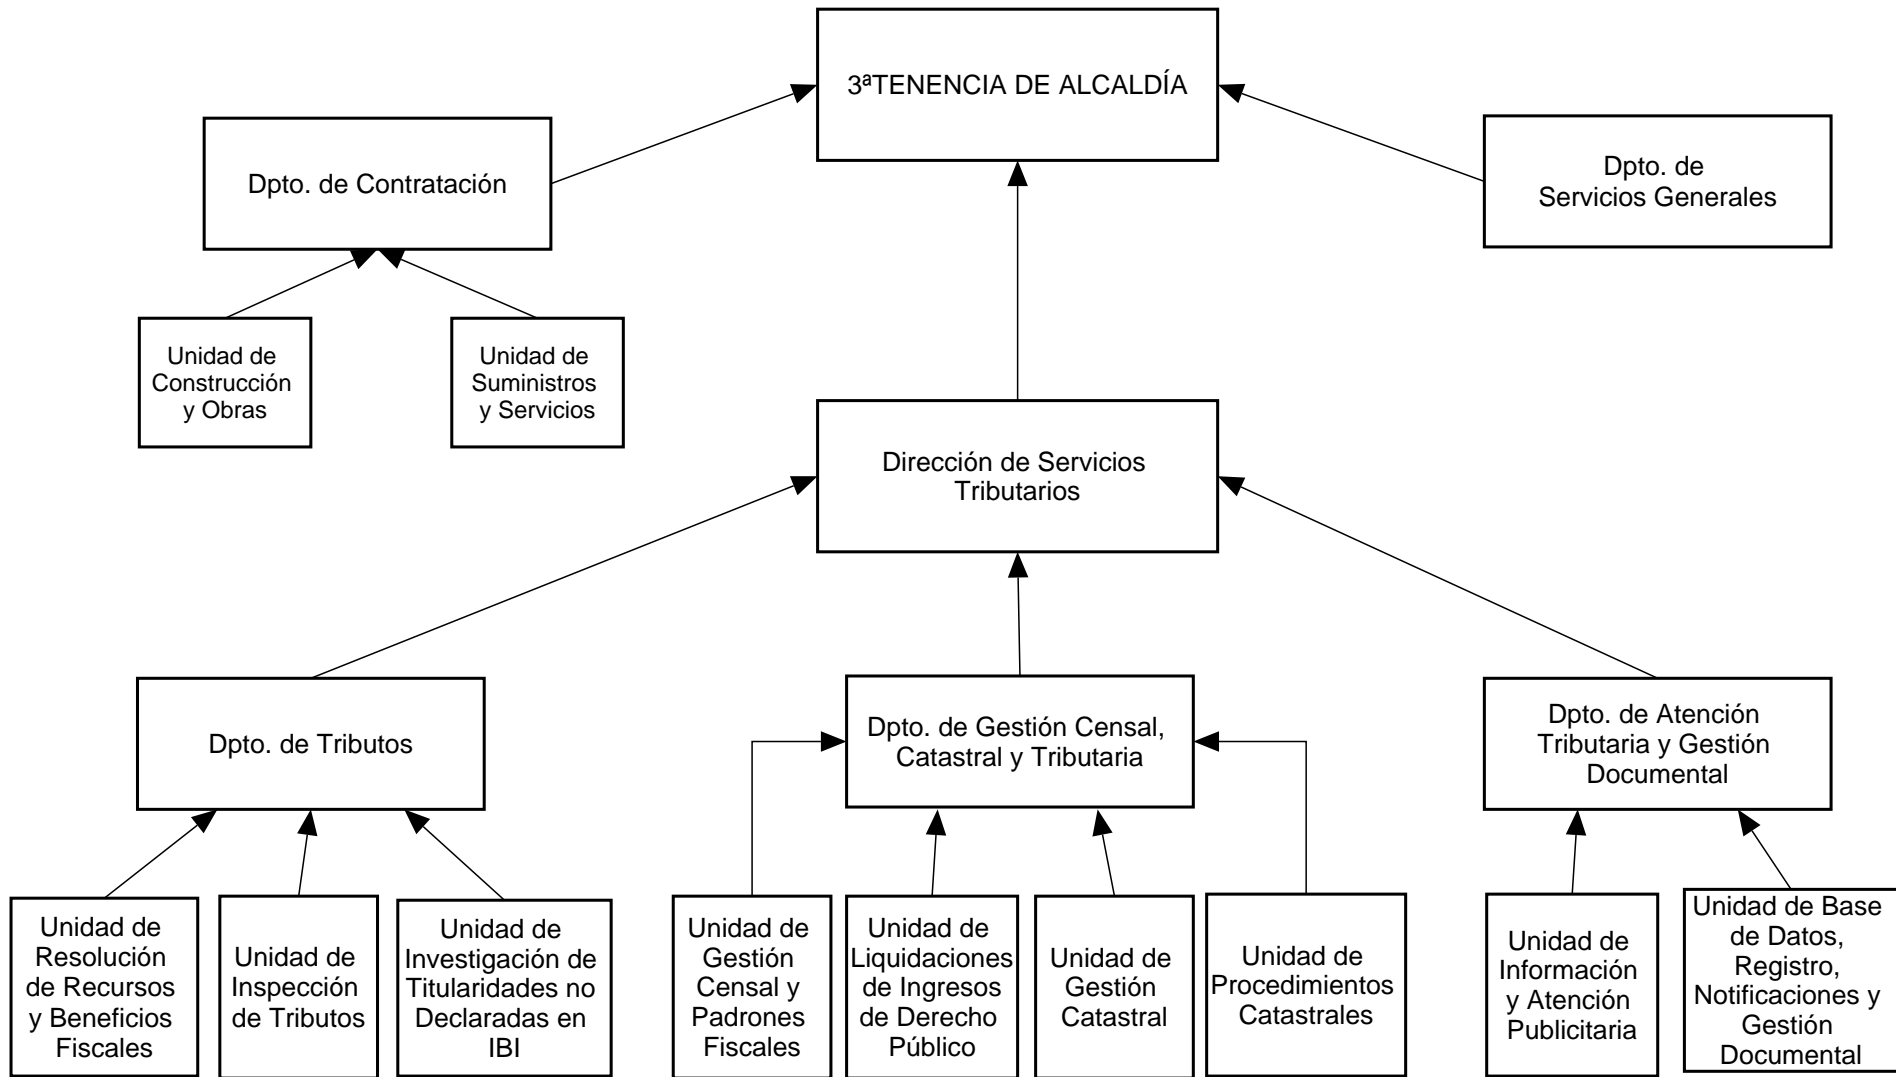 3ªTENENCIA DE ALCALDÍA
Dpto. de Contratación
Dpto. de
Servicios Generales
Unidad de
Construcción
y Obras
Unidad de
Suministros
y Servicios
Dirección de Servicios
Tributarios
Dpto. de Tributos
Dpto. de Gestión Censal,
Catastral y Tributaria
Dpto. de Atención
Tributaria y Gestión
Documental
Unidad de
Resolución
de Recursos
y Beneficios
Fiscales
Unidad de
Inspección
de Tributos
Unidad de
Investigación de
Titularidades no
Declaradas en
IBI
Unidad de
Gestión
Censal y
Padrones
Fiscales
Unidad de
Liquidaciones
de Ingresos
de Derecho
Público
Unidad de
Gestión
Catastral
Unidad de
Procedimientos
Catastrales
Unidad de
Información
y Atención
Publicitaria
Unidad de Base
de Datos,
Registro,
Notificaciones y
Gestión
Documental